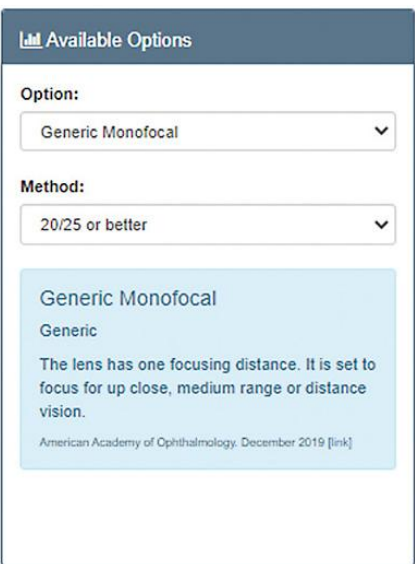 Available Options
Option:
Generic Monofocal
Method:
20/25 or better
Generic Monofocal
Generic
The lens has one focusing distance. It is set to
focus for up close, medium range or distance
vision.
American Academy of Ophthalmology. December 2019 [link]